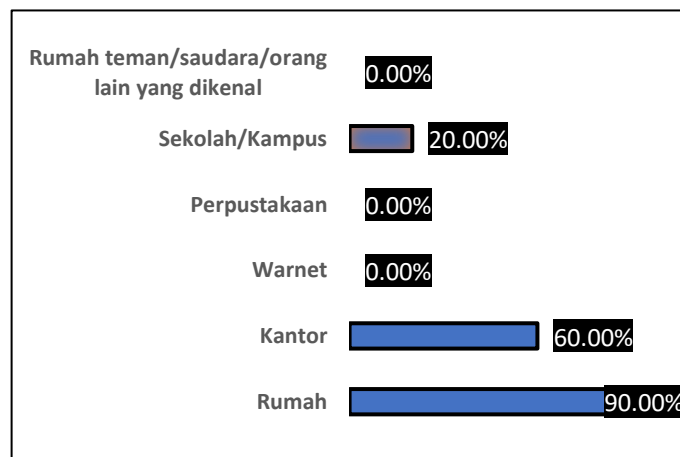 Rumah teman/saudara/orang
lain yang dikenal
0.00%
Sekolah/Kampus
20.00%
Perpustakaan
0.00%
Warnet
0.00%
Kantor
60.00%
Rumah
90.00%